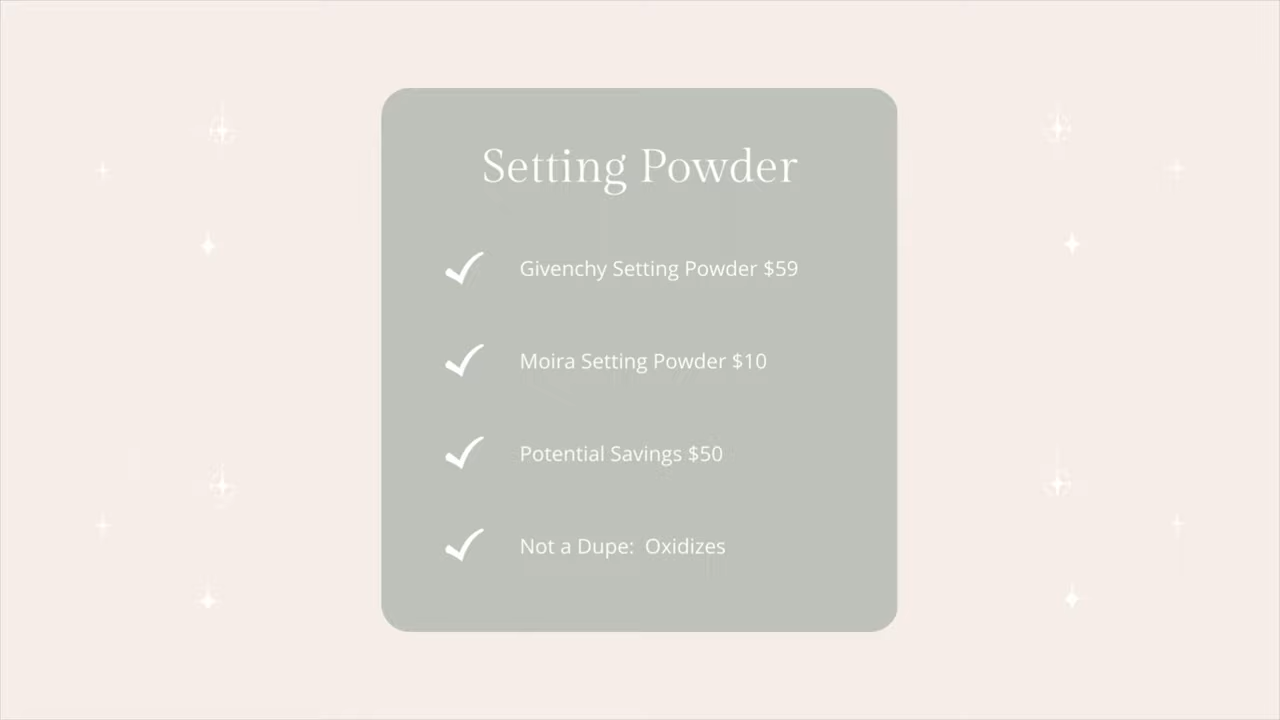 Setting Powder
Givenchy Setting Powder $59
Moira Setting Powder $10
Potential Savings $50
Not a Dupe:  Oxidizes